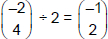 (-2
4) ÷ 2 = (-1
2)